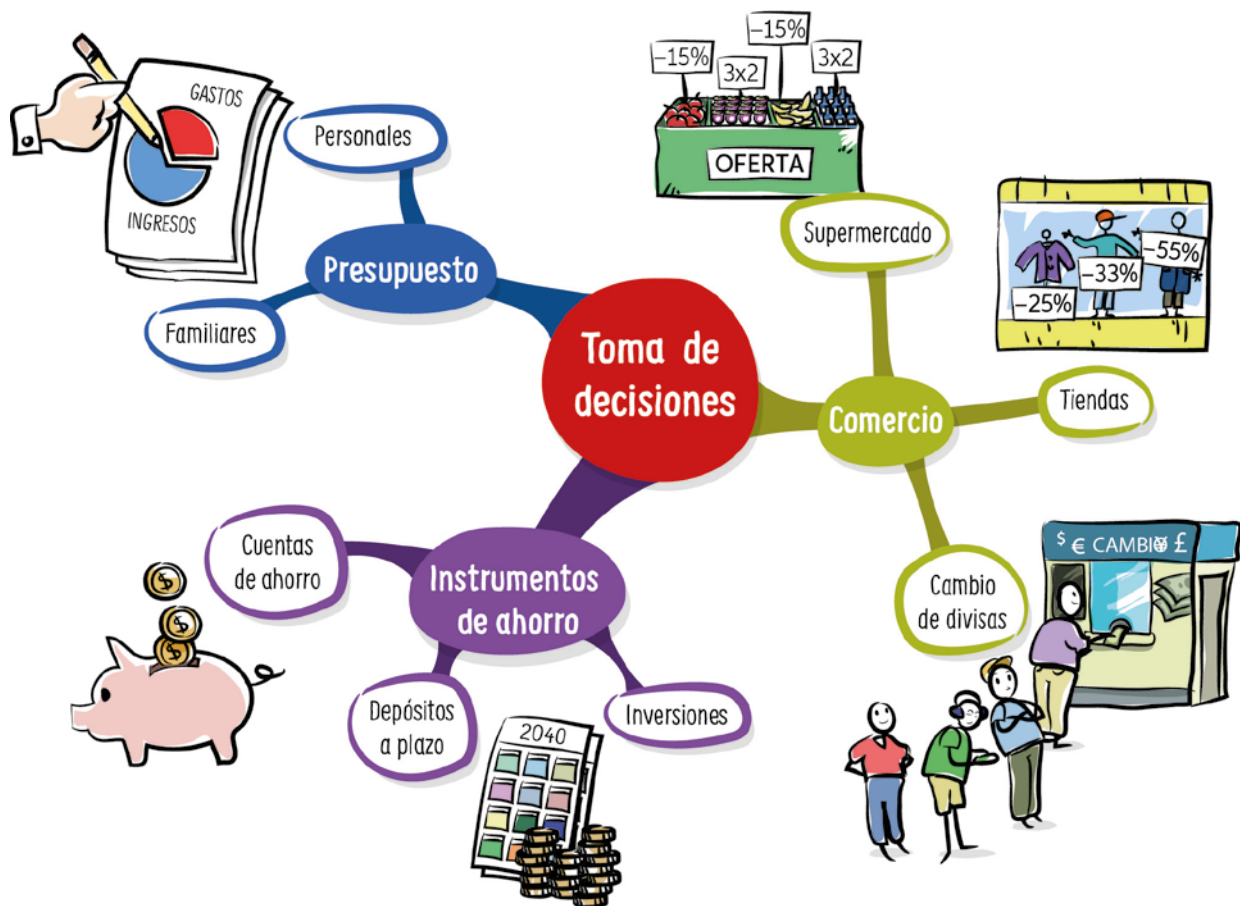 GASTOS
INGRESOS
Personales
Presupuesto
Familiares
–15%
3x2
–15%
3x2
OFERTA
Supermercado
–25%
–33%
–55%
Toma de
decisiones
Comercio
Tiendas
Cuentas
de ahorro
Instrumentos
de ahorro
Depósitos
a plazo
Inversiones
2040
$ € CAMBI¥ £
Cambio
de divisas
$
$
$